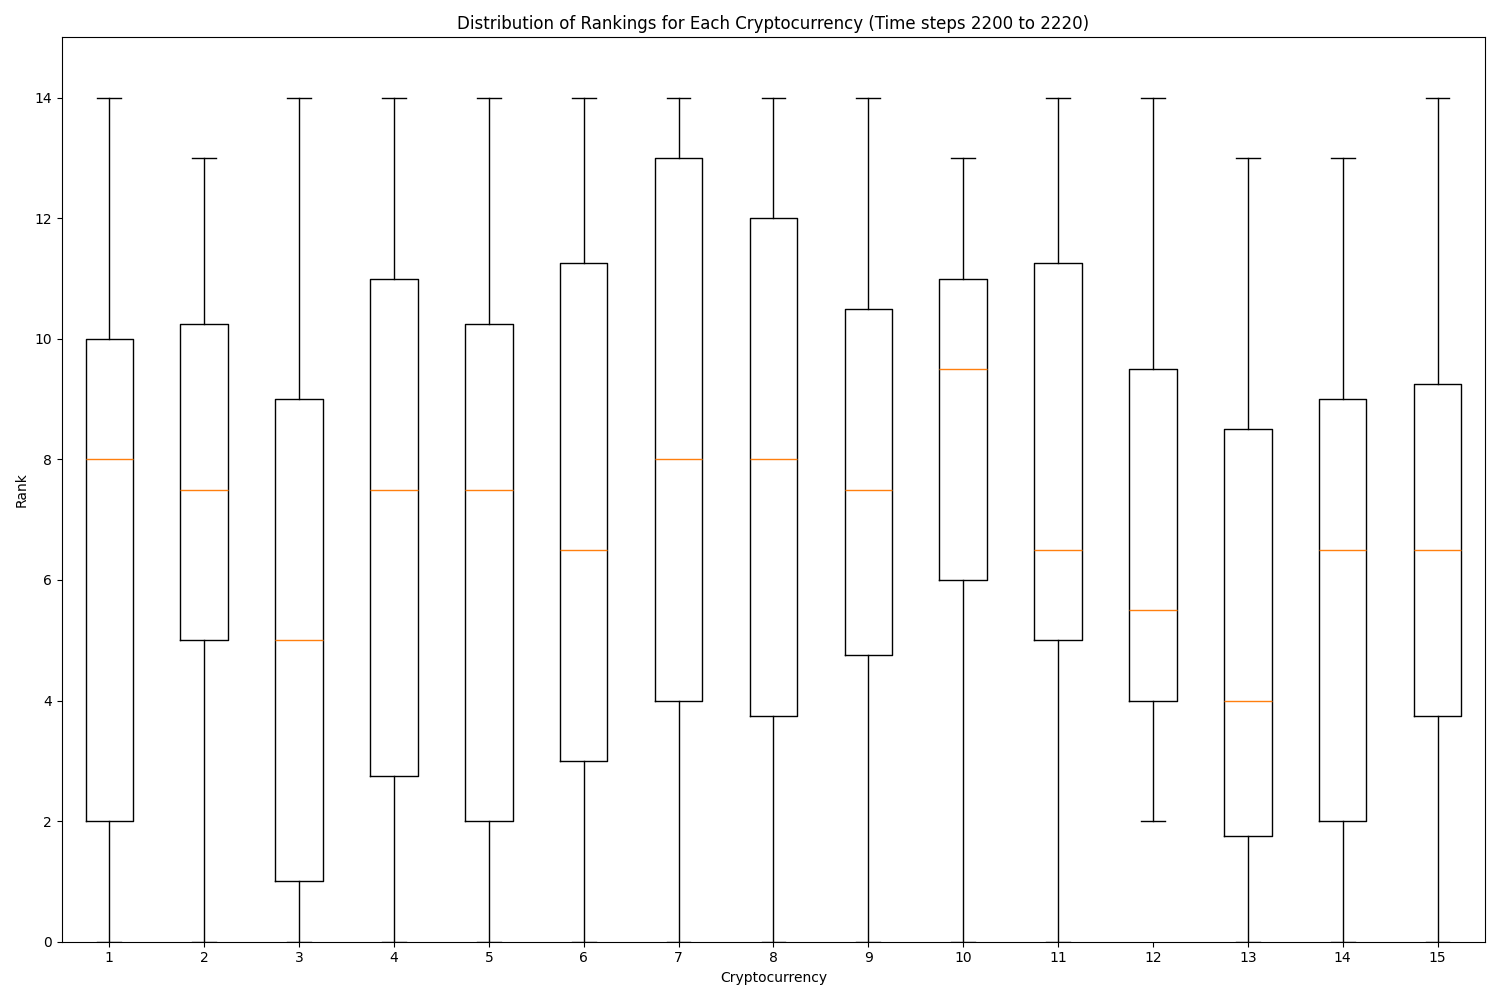 Distribution of Rankings for Each Cryptocurrency (Time steps 2200 to 2220)
14
12
10
8
6
4
2
0
Rank
1 2 3 4 5 6 7 8 9 10 11 12 13 14 15
Cryptocurrency